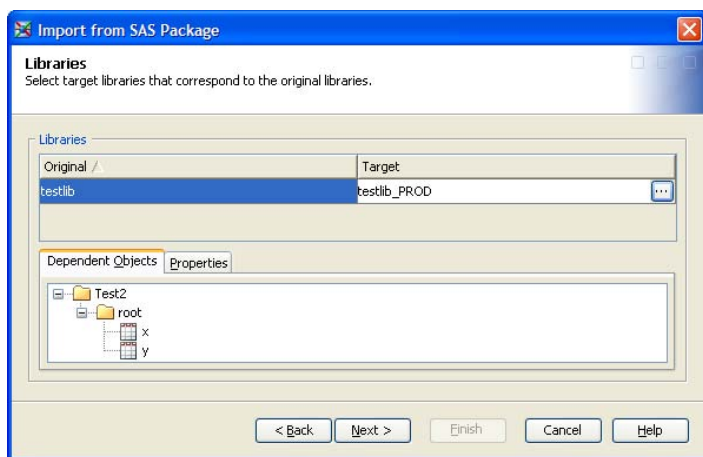 Import from SAS Package
Libraries
Select target libraries that correspond to the original libraries.
Libraries
Original Target
testlib testlib_PROD ...
Dependent Objects Properties
Test2
root
x
y
< Back Next > Finish Cancel Help